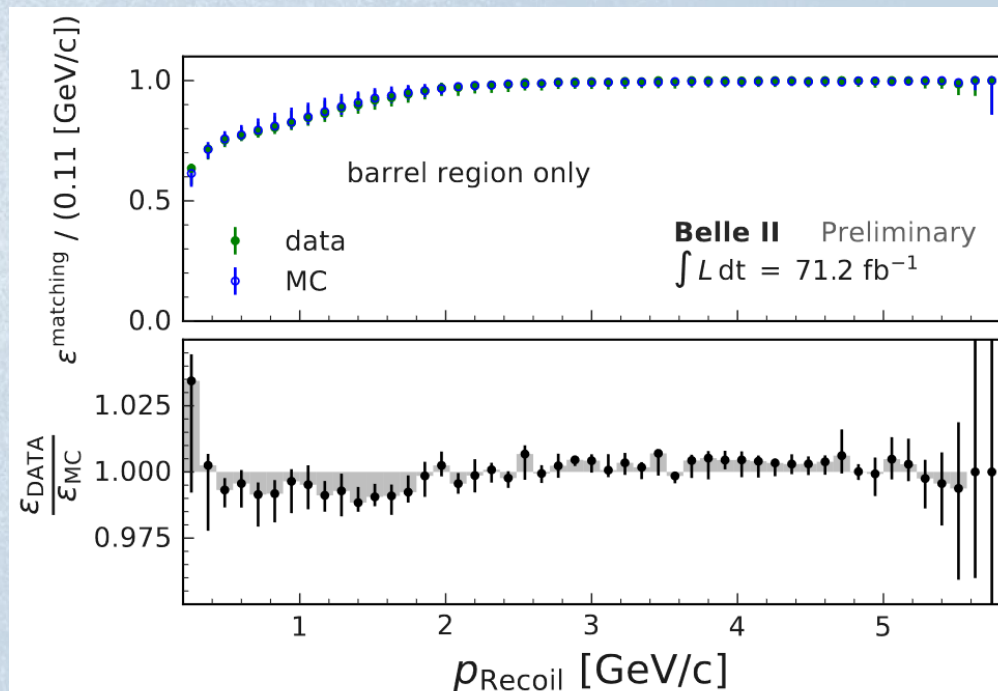 ε^matching / (0.11 [GeV/c])
1.0
0.5
0.0
barrel region only
data
MC
Belle II Preliminary
∫ L dt = 71.2 fb⁻¹
ε_DATA
ε_MC
1.025
1.000
0.975
1 2 3 4 5
p_Recoil [GeV/c]